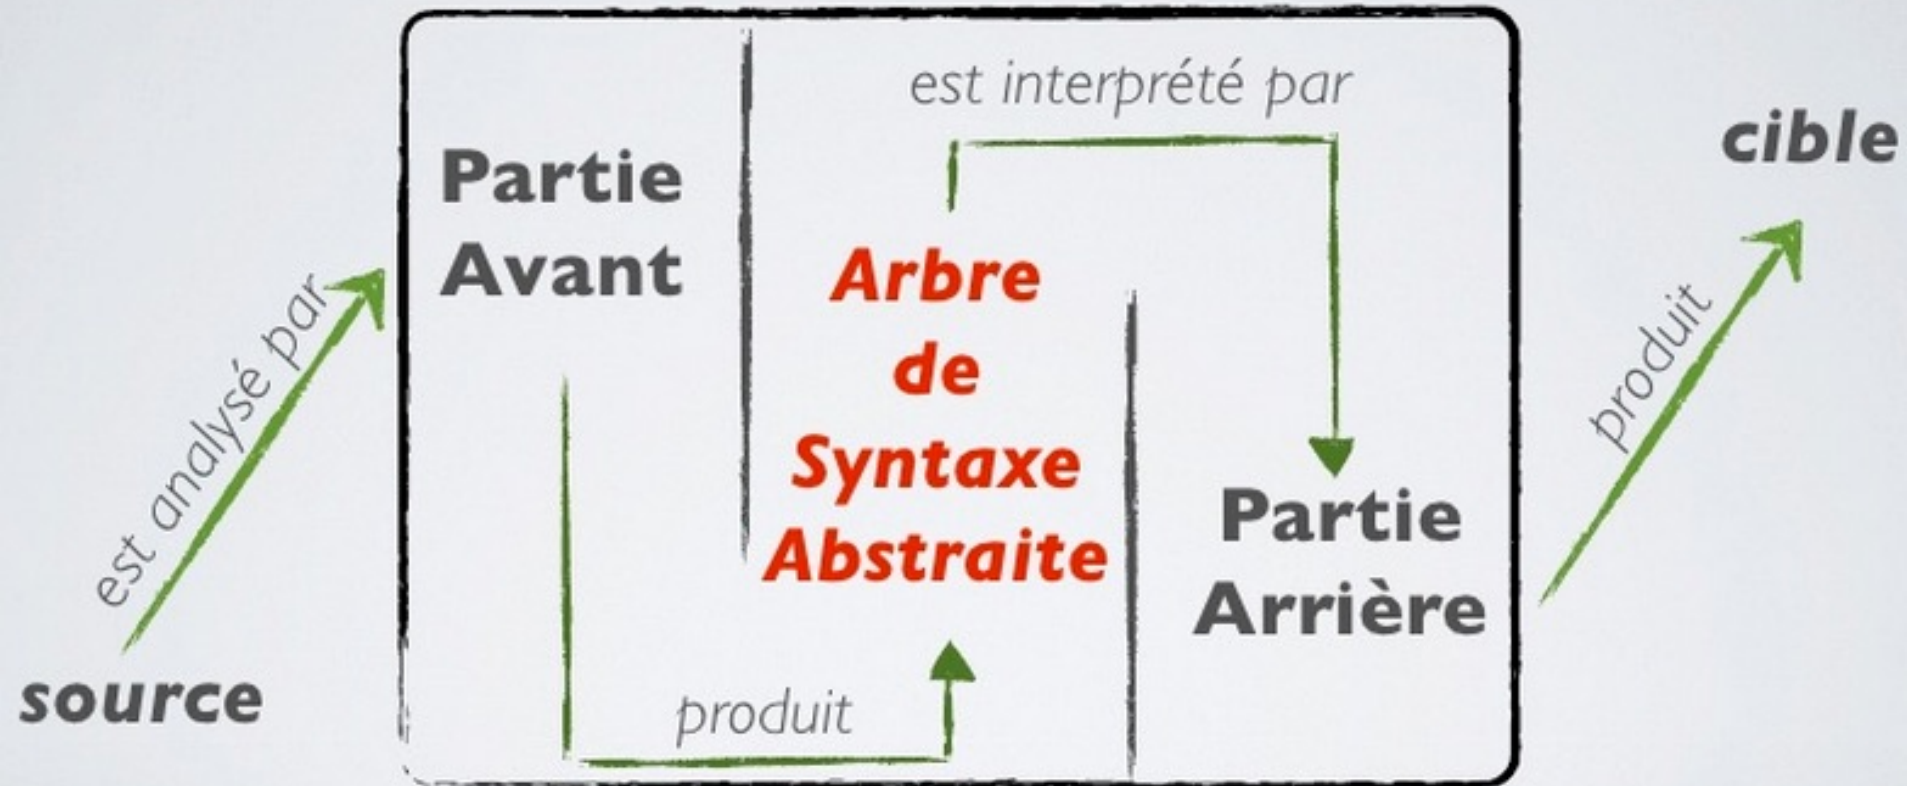 est interprété par
cible
Partie
Avant
Arbre
de
Syntaxe
Abstraite
est analysé par
produit
Partie
Arrière
source
produit